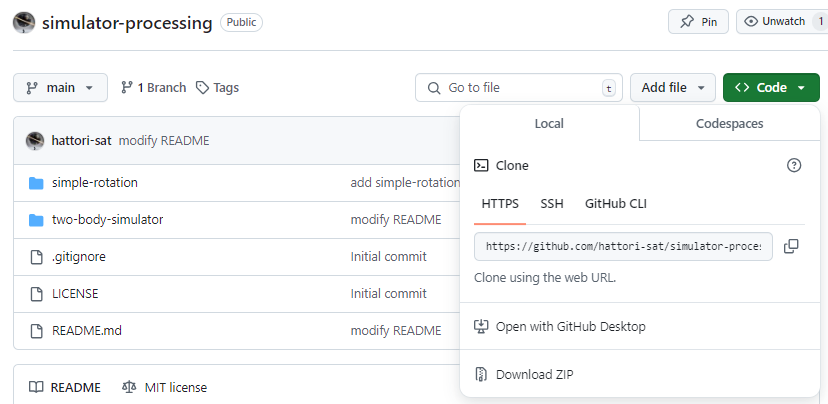 simulator-processing Public Pin Unwatch 1
main 1 Branch Tags Go to file t Add file Code
Local Codespaces
hattori-sat modify README
Clone
simple-rotation add simple-rotation
HTTPS SSH GitHub CLI
two-body-simulator modify README
https://github.com/hattori-sat/simulator-proces
.gitignore Initial commit
Clone using the web URL.
LICENSE Initial commit
Open with GitHub Desktop
README.md modify README
Download ZIP
README MIT license